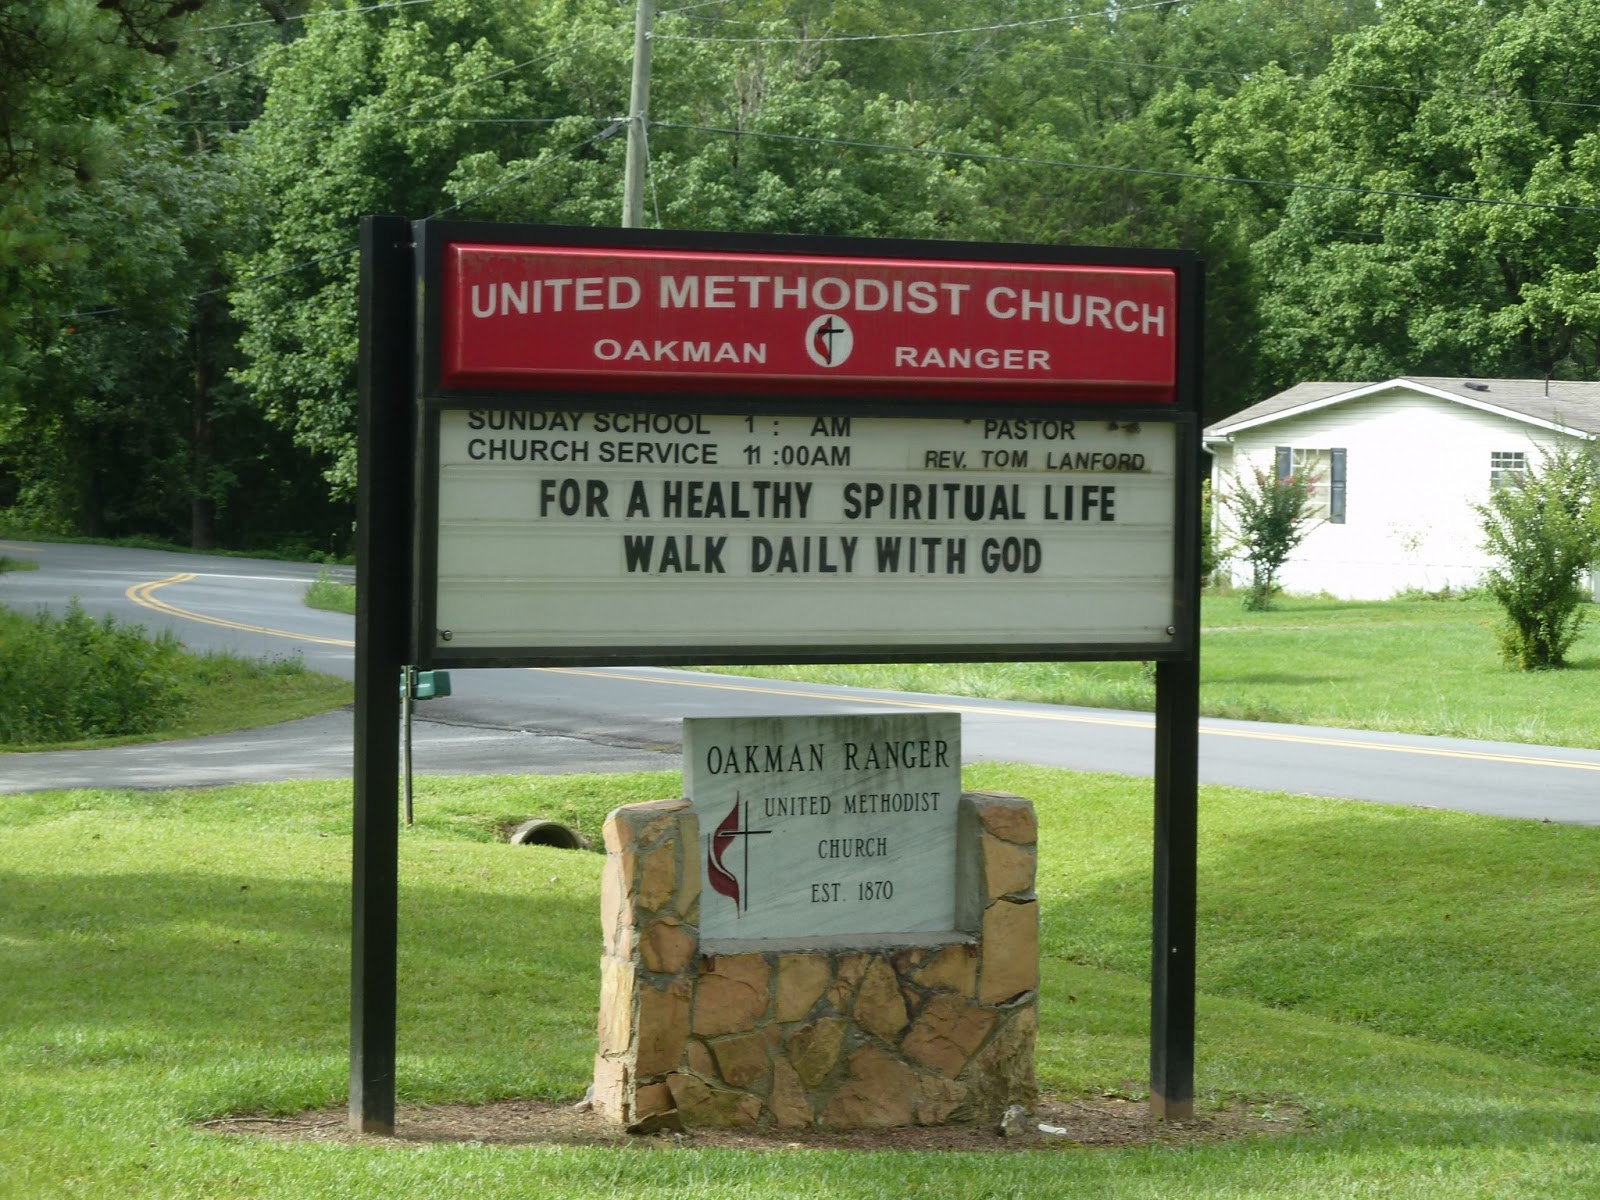 UNITED METHODIST CHURCH
OAKMAN RANGER
SUNDAY SCHOOL 1 : AM PASTOR
CHURCH SERVICE 11:00AM REV. TOM LANFORD
FOR A HEALTHY SPIRITUAL LIFE
WALK DAILY WITH GOD
OAKMAN RANGER
UNITED METHODIST
CHURCH
EST. 1870